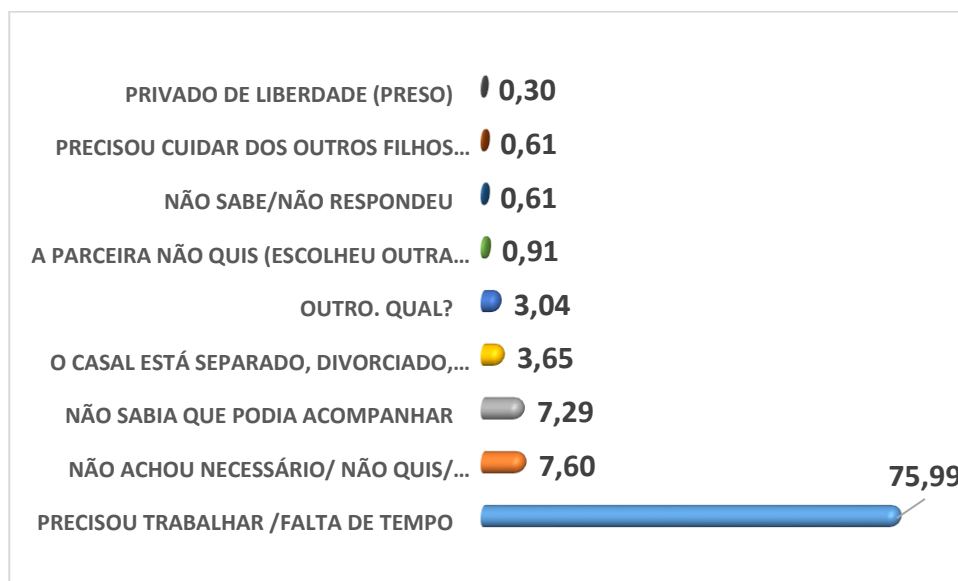 PRIVADO DE LIBERDADE (PRESO) 0,30
PRECISOU CUIDAR DOS OUTROS FILHOS... 0,61
NÃO SABE/NÃO RESPONDEU 0,61
A PARCEIRA NÃO QUIS (ESCOLHEU OUTRA... 0,91
OUTRO. QUAL? 3,04
O CASAL ESTÁ SEPARADO, DIVORCIADO,... 3,65
NÃO SABIA QUE PODIA ACOMPANHAR 7,29
NÃO ACHOU NECESSÁRIO/ NÃO QUIS/... 7,60
PRECISOU TRABALHAR /FALTA DE TEMPO 75,99